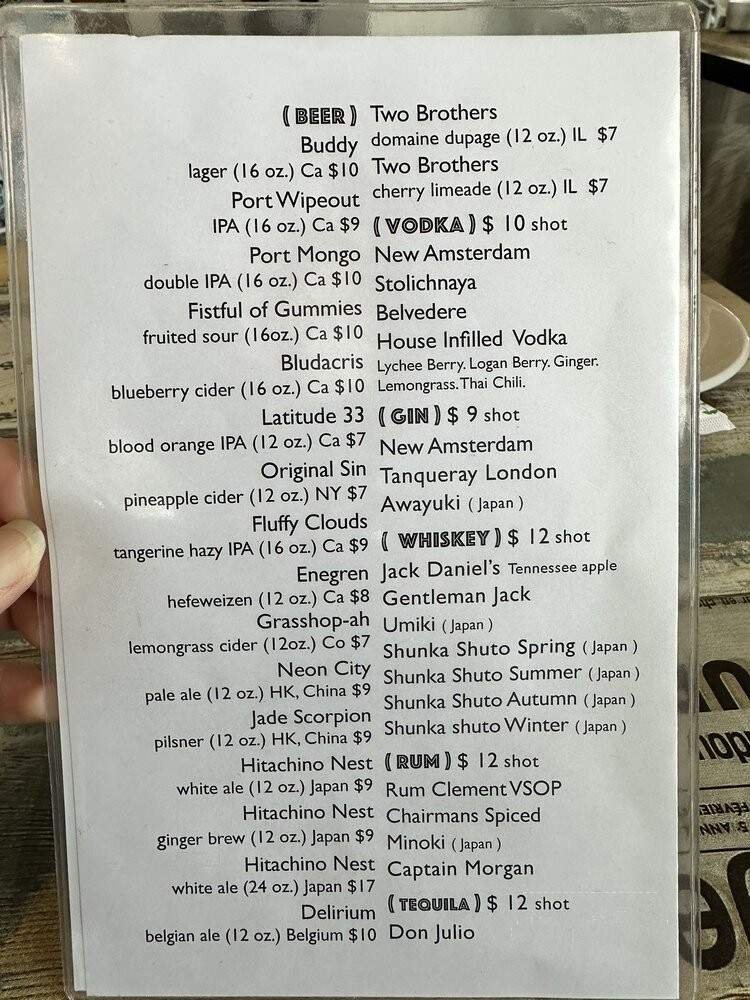 ( BEER )
Buddy
lager (16 oz.) Ca $10
Port Wipeout
IPA (16 oz.) Ca $9
Port Mongo
double IPA (16 oz.) Ca $10
Fistful of Gummies
fruited sour (16oz.) Ca $10
Bludacris
blueberry cider (16 oz.) Ca $10
Latitude 33
blood orange IPA (12 oz.) Ca $7
Original Sin
pineapple cider (12 oz.) NY $7
Fluffy Clouds
tangerine hazy IPA (16 oz.) Ca $9
Enegren
hefeweizen (12 oz.) Ca $8
Grasshop-ah
lemongrass cider (12oz.) Co $7
Neon City
pale ale (12 oz.) HK, China $9
Jade Scorpion
pilsner (12 oz.) HK, China $9
Hitachino Nest
white ale (12 oz.) Japan $9
Hitachino Nest
ginger brew (12 oz.) Japan $9
Hitachino Nest
white ale (24 oz.) Japan $17
Delirium
belgian ale (12 oz.) Belgium $10
Two Brothers
domaine dupage (12 oz.) IL $7
Two Brothers
cherry limeade (12 oz.) IL $7
( VODKA ) $ 10 shot
New Amsterdam
Stolichnaya
Belvedere
House Infilled Vodka
Lychee Berry. Logan Berry. Ginger.
Lemongrass. Thai Chili.
( GIN ) $ 9 shot
New Amsterdam
Tanqueray London
Awayuki ( Japan )
( WHISKEY ) $ 12 shot
Jack Daniel's Tennessee apple
Gentleman Jack
Umiki ( Japan )
Shunka Shuto Spring ( Japan )
Shunka Shuto Summer ( Japan )
Shunka Shuto Autumn ( Japan )
Shunka shuto Winter ( Japan )
( RUM ) $ 12 shot
Rum Clement VSOP
Chairmans Spiced
Minoki ( Japan )
Captain Morgan
( TEQUILA ) $ 12 shot
Don Julio